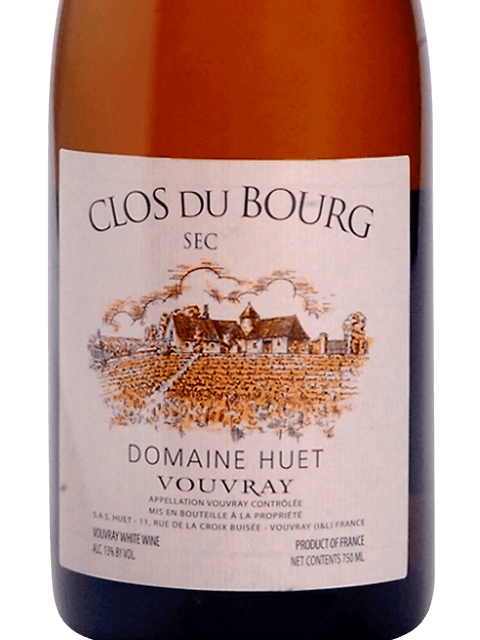 CLOS DU BOURG
SEC
DOMAINE HUET
VOUVRAY
APPELLATION VOUVRAY CONTRÔLÉE
MIS EN BOUTEILLE À LA PROPRIÉTÉ
S.A.S. HUET - 11, RUE DE LA CROIX BUISÉE - VOUVRAY (I&L) FRANCE
VOUVRAY WHITE WINE
PRODUCT OF FRANCE
ALC. 13% BY VOL.
NET CONTENTS 750 ML.